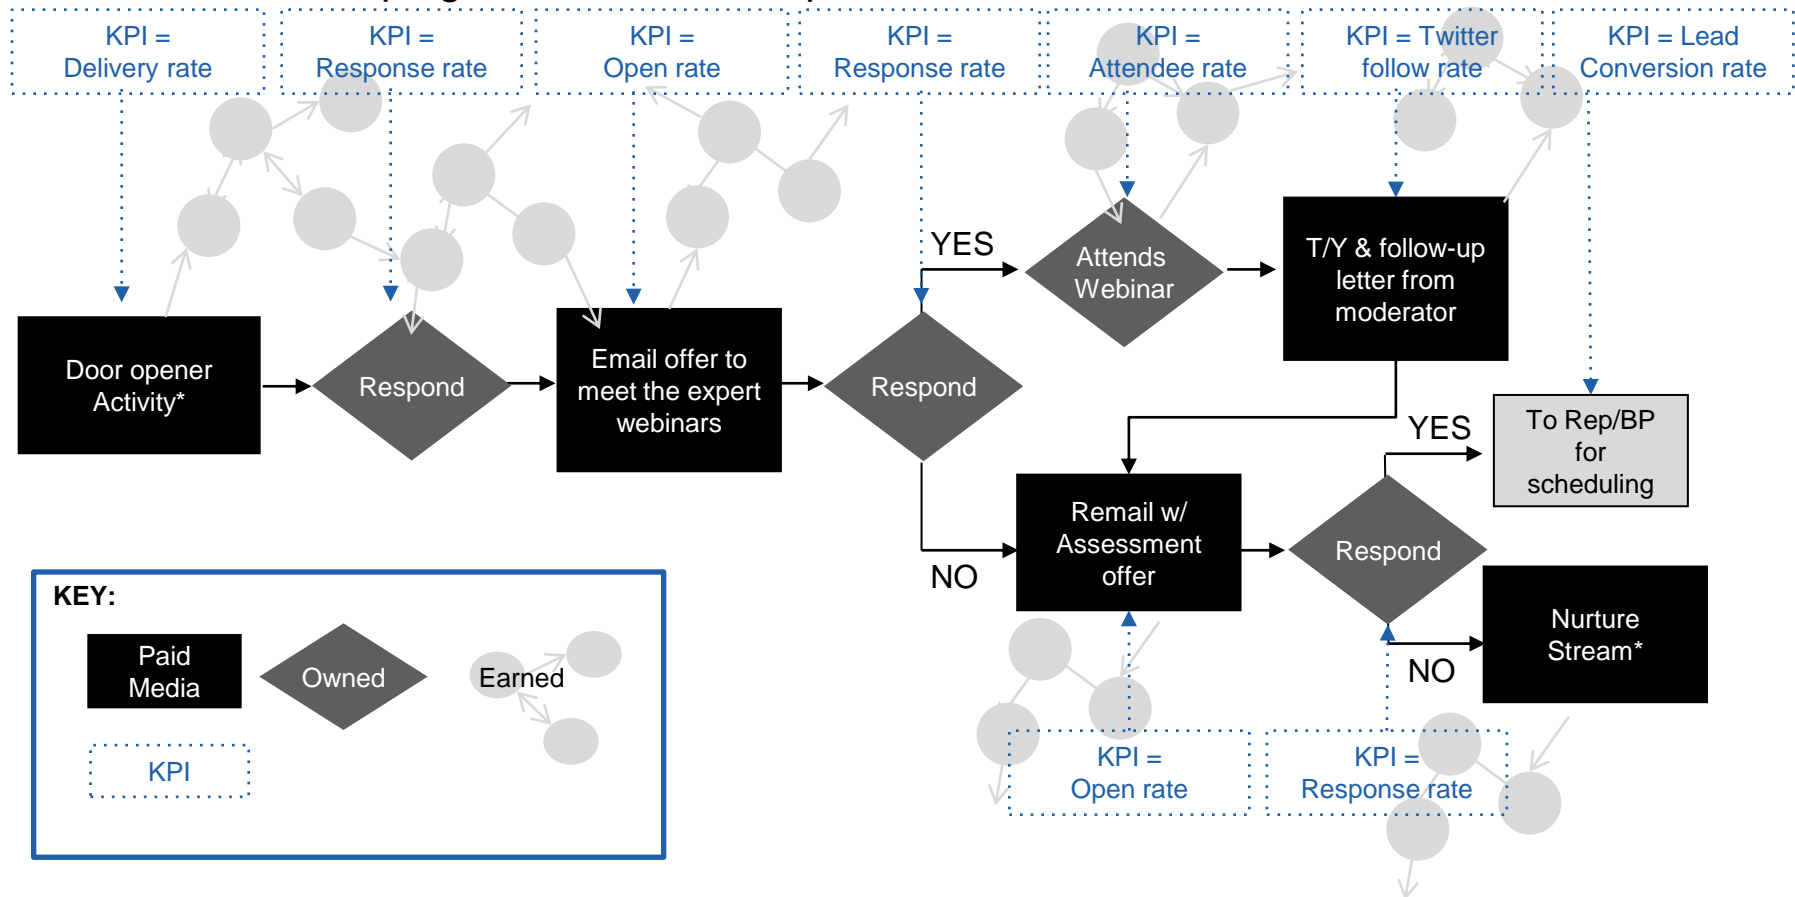 KPI =
Delivery rate
KPI =
Response rate
KPI =
Open rate
KPI =
Response rate
KPI =
Attendee rate
KPI = Twitter
follow rate
KPI = Lead
Conversion rate
Door opener
Activity*
Respond
Email offer to
meet the expert
webinars
Respond
YES
Attends
Webinar
T/Y & follow-up
letter from
moderator
NO
Remail w/
Assessment
offer
Respond
YES
To Rep/BP
for
scheduling
NO
Nurture
Stream*
KPI =
Open rate
KPI =
Response rate
KEY:
Paid
Media
Owned
Earned
KPI